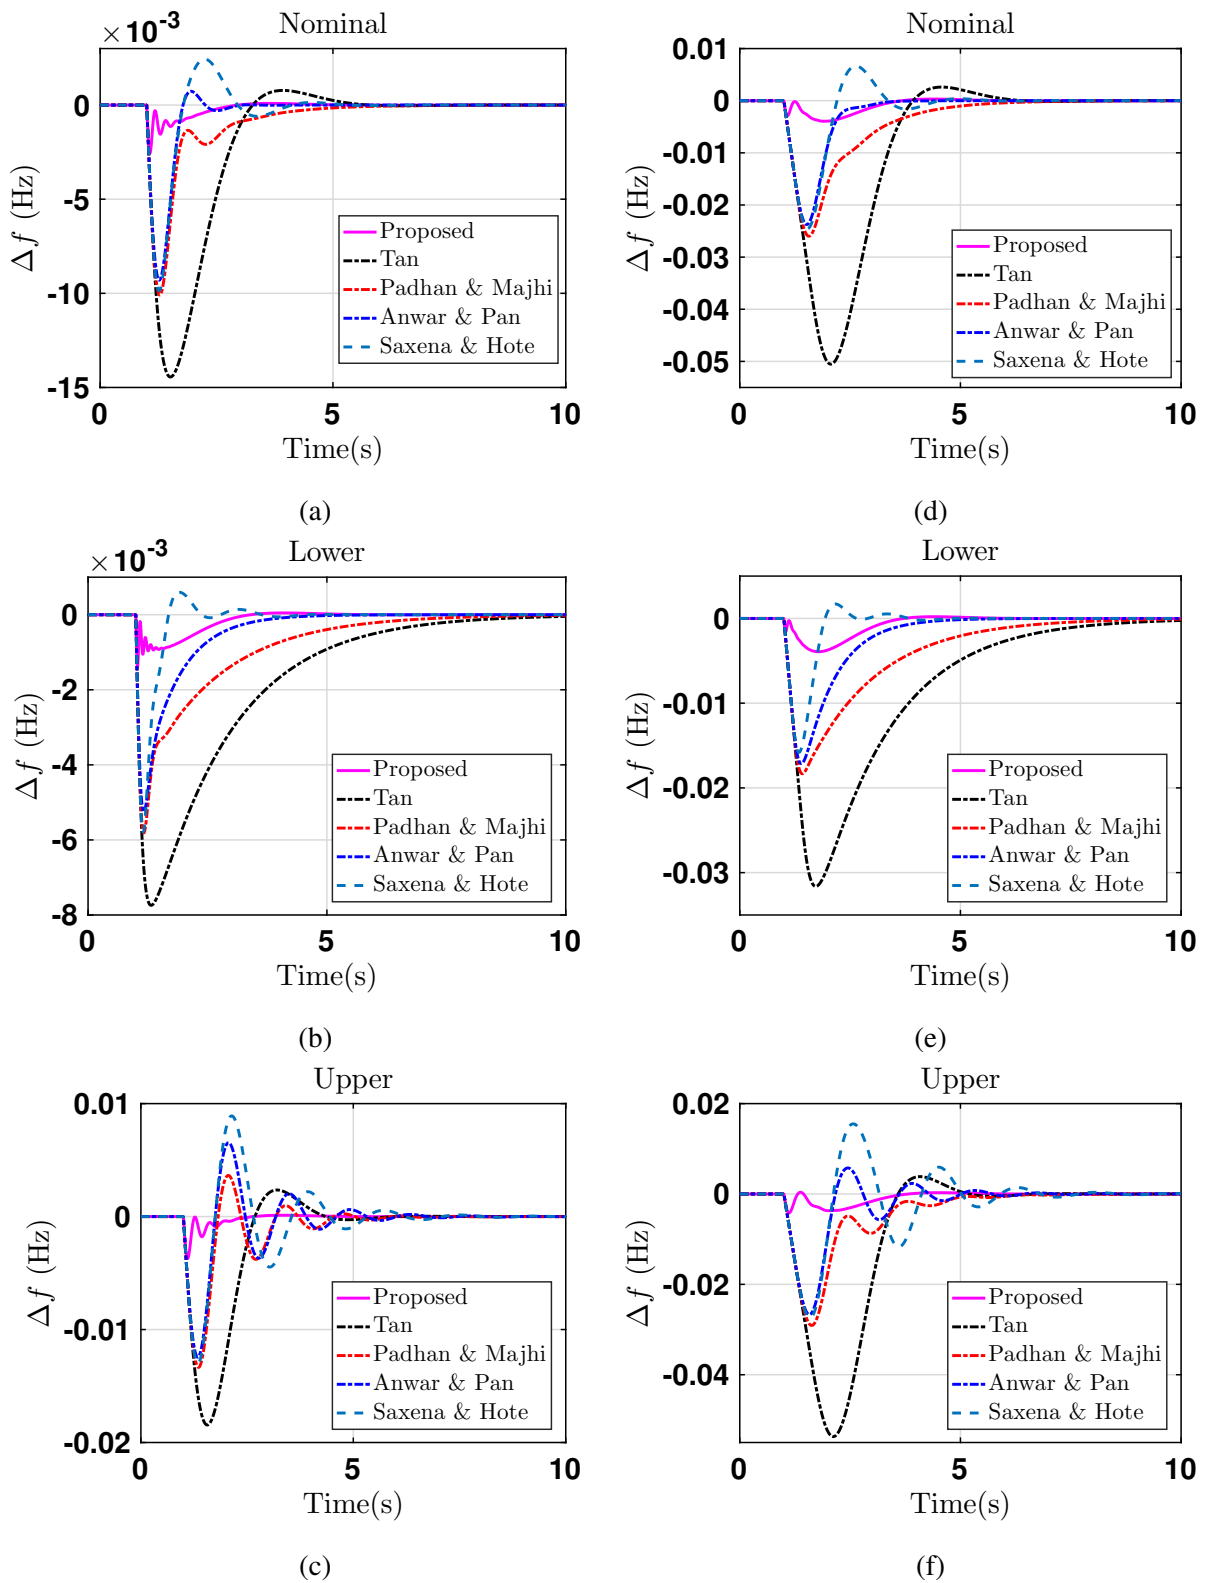 Nominal
×10-3
0
-5
-10
-15
0
5
10
Δf (Hz)
Time(s)
Proposed
Tan
Padhan & Majhi
Anwar & Pan
Saxena & Hote
(a)
Nominal
0.01
0
-0.01
-0.02
-0.03
-0.04
-0.05
0
5
10
Δf (Hz)
Time(s)
Proposed
Tan
Padhan & Majhi
Anwar & Pan
Saxena & Hote
(d)
Lower
×10-3
0
-2
-4
-6
-8
0
5
10
Δf (Hz)
Time(s)
Proposed
Tan
Padhan & Majhi
Anwar & Pan
Saxena & Hote
(b)
Lower
0
-0.01
-0.02
-0.03
0
5
10
Δf (Hz)
Time(s)
Proposed
Tan
Padhan & Majhi
Anwar & Pan
Saxena & Hote
(e)
Upper
0.01
0
-0.01
-0.02
0
5
10
Δf (Hz)
Time(s)
Proposed
Tan
Padhan & Majhi
Anwar & Pan
Saxena & Hote
(c)
Upper
0.02
0
-0.02
-0.04
0
5
10
Δf (Hz)
Time(s)
Proposed
Tan
Padhan & Majhi
Anwar & Pan
Saxena & Hote
(f)